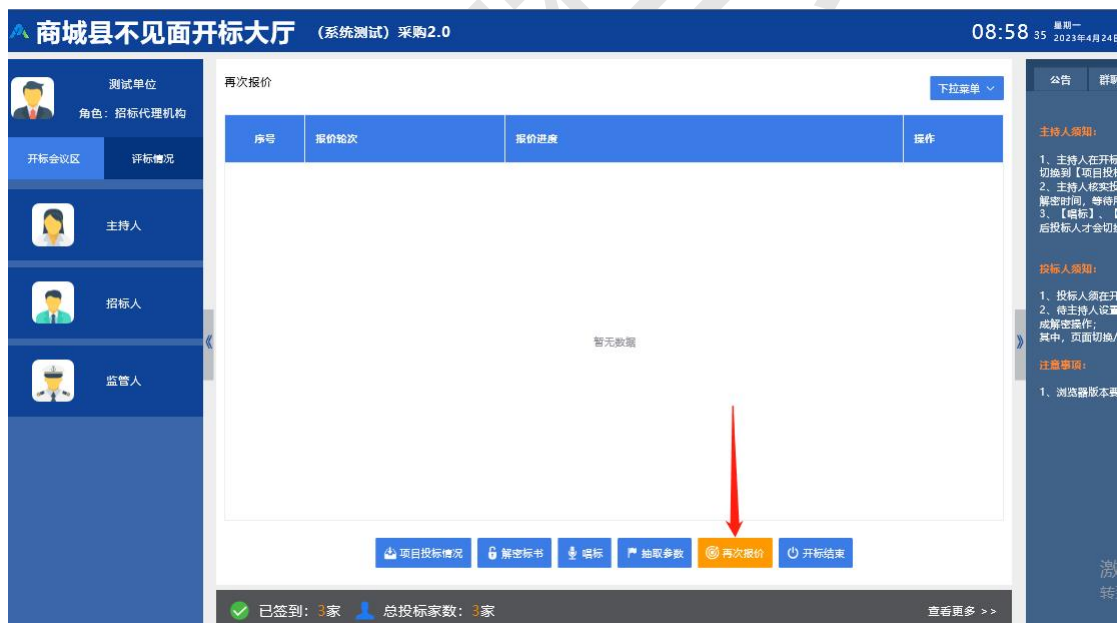 商城县不见面开标大厅 （系统测试）采购2.0 08:58 35 星期一 2023年4月24日
测试单位
角色：招标代理机构
开标会议区 评标情况
主持人
招标人
监管人
再次报价
下拉菜单
序号 报价轮次 报价进度 操作
暂无数据
项目投标情况 解密标书 唱标 抽取参数 再次报价 开标结束
已签到：3家 总投标家数：3家 查看更多 >>
公告 群聊
主持人须知：
1、主持人在开标
切换到【项目投标
2、主持人核实投
解密时间，等待所
3、【唱标】、【
后投标人才会切换
投标人须知：
1、投标人须在开
2、待主持人设置
成解密操作；
其中，页面切换/
注意事项：
1、浏览器版本要
激
转